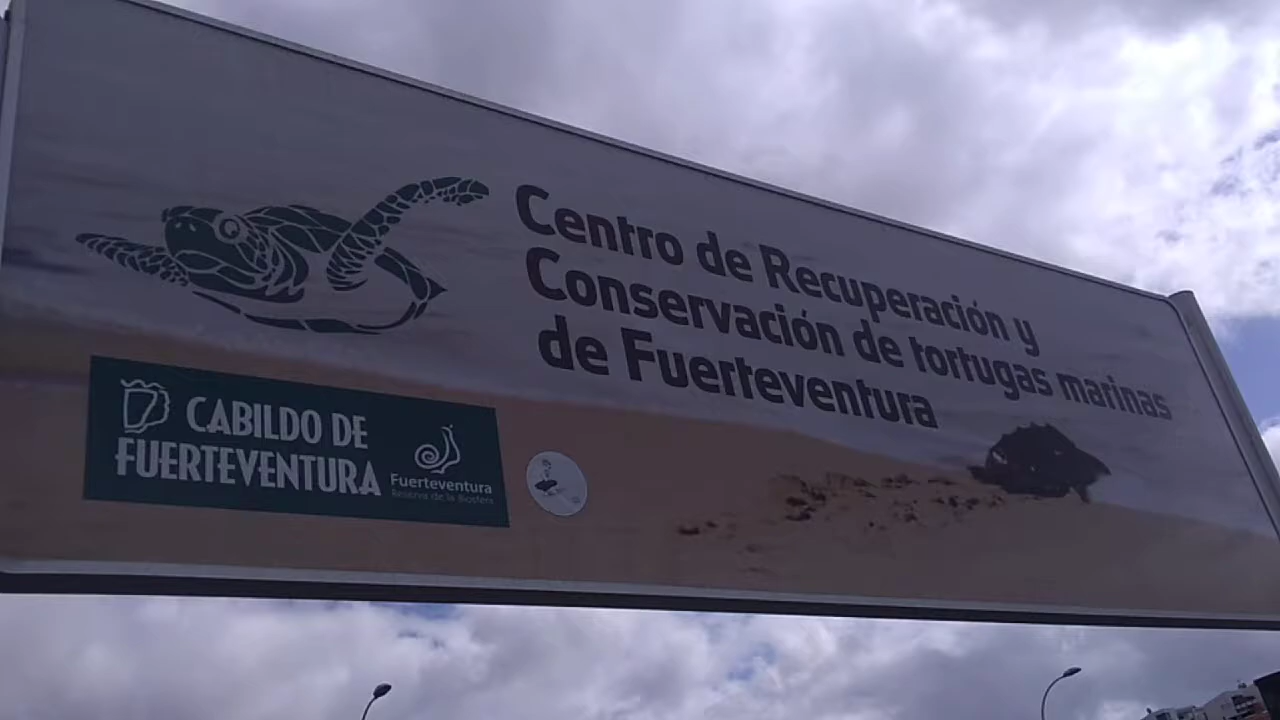 Centro de Recuperación y
Conservación de tortugas marinas
de Fuerteventura
CABILDO DE
FUERTEVENTURA
Fuerteventura
Reserva de la Biosfera